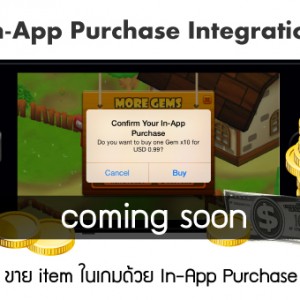 n-App Purchase Integratio
MORE GEMS
Confirm Your In-App
Purchase
Do you want to buy one Gem x10 for
USD 0.99?
Cancel Buy
coming soon
ขาย item ในเกมด้วย In-App Purchase